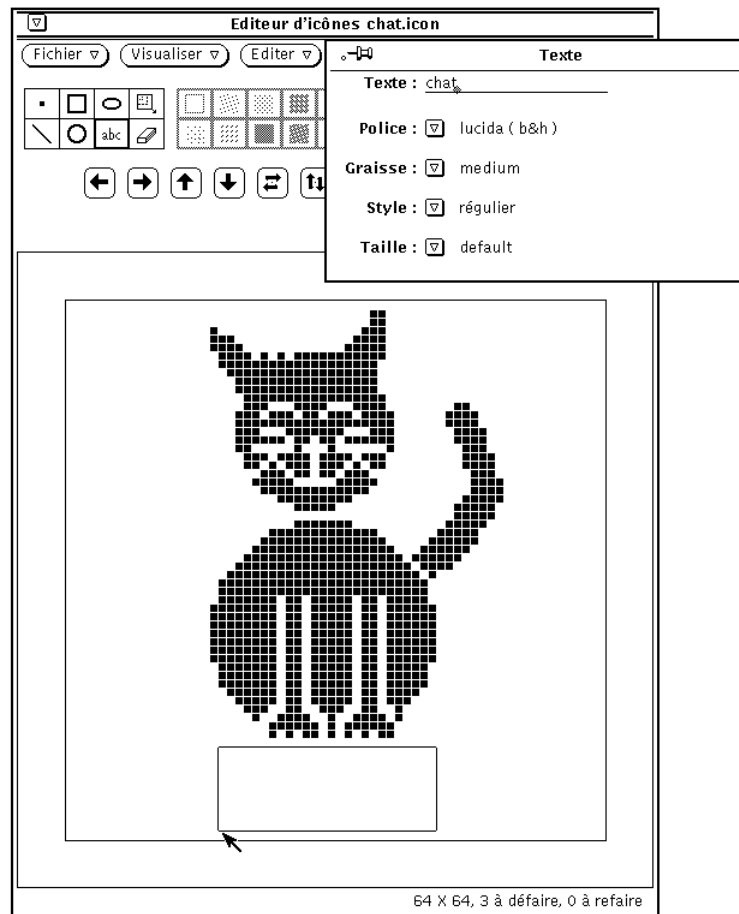 Editeur d'icônes chat.icon
Fichier
Visualiser
Editer
abc
Texte
Texte : chat
Police : lucida ( b&h )
Graisse : medium
Style : régulier
Taille : default
64 X 64, 3 à défaire, 0 à refaire